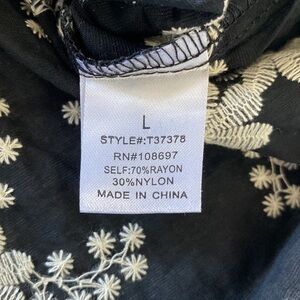 L
STYLE#:T37378
RN#108697
SELF:70%RAYON
30%NYLON
MADE IN CHINA